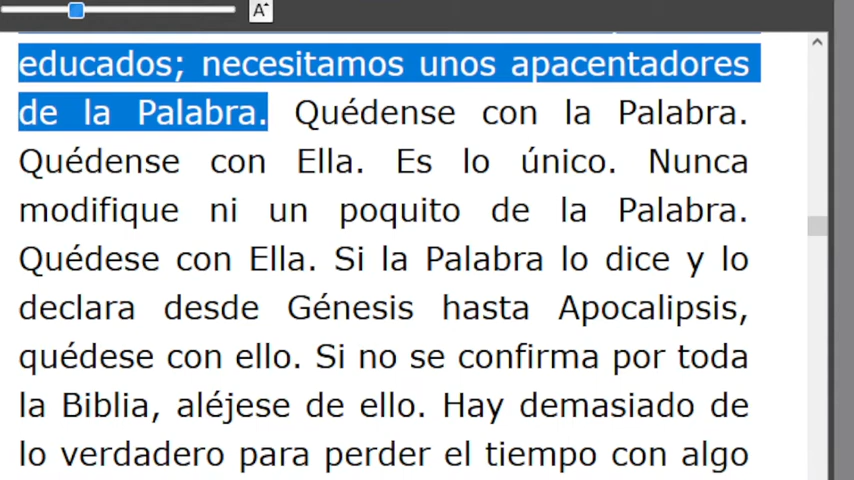 A
educados; necesitamos unos apacentadores
de la Palabra. Quédense con la Palabra.
Quédense con Ella. Es lo único. Nunca
modifique ni un poquito de la Palabra.
Quédese con Ella. Si la Palabra lo dice y lo
declara desde Génesis hasta Apocalipsis,
quédese con ello. Si no se confirma por toda
la Biblia, aléjese de ello. Hay demasiado de
lo verdadero para perder el tiempo con algo